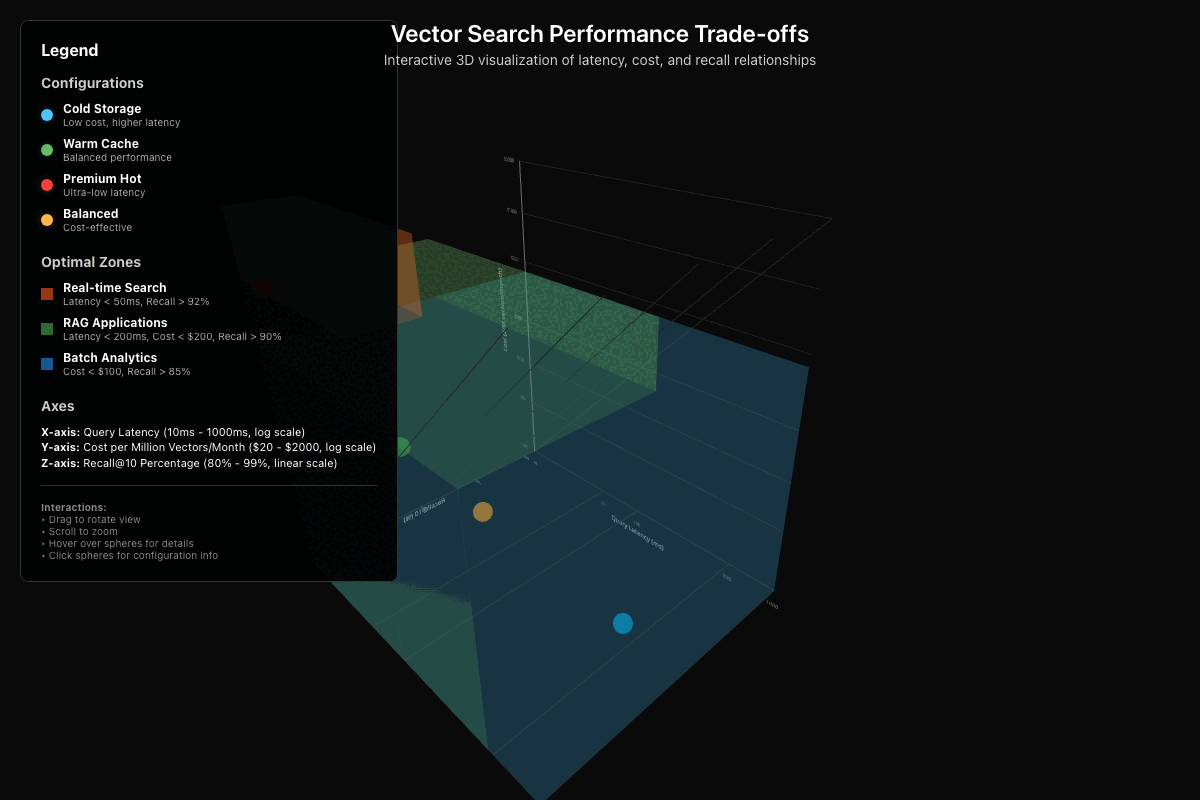 Vector Search Performance Trade-offs
Interactive 3D visualization of latency, cost, and recall relationships
Legend
Configurations
Cold Storage
Low cost, higher latency
Warm Cache
Balanced performance
Premium Hot
Ultra-low latency
Balanced
Cost-effective
Optimal Zones
Real-time Search
Latency < 50ms, Recall > 92%
RAG Applications
Latency < 200ms, Cost < $200, Recall > 90%
Batch Analytics
Cost < $100, Recall > 85%
Axes
X-axis: Query Latency (10ms - 1000ms, log scale)
Y-axis: Cost per Million Vectors/Month ($20 - $2000, log scale)
Z-axis: Recall@10 Percentage (80% - 99%, linear scale)
Interactions:
• Drag to rotate view
• Scroll to zoom
• Hover over spheres for details
• Click spheres for configuration info
Recall@10 (%)
Query Latency (ms)
1000